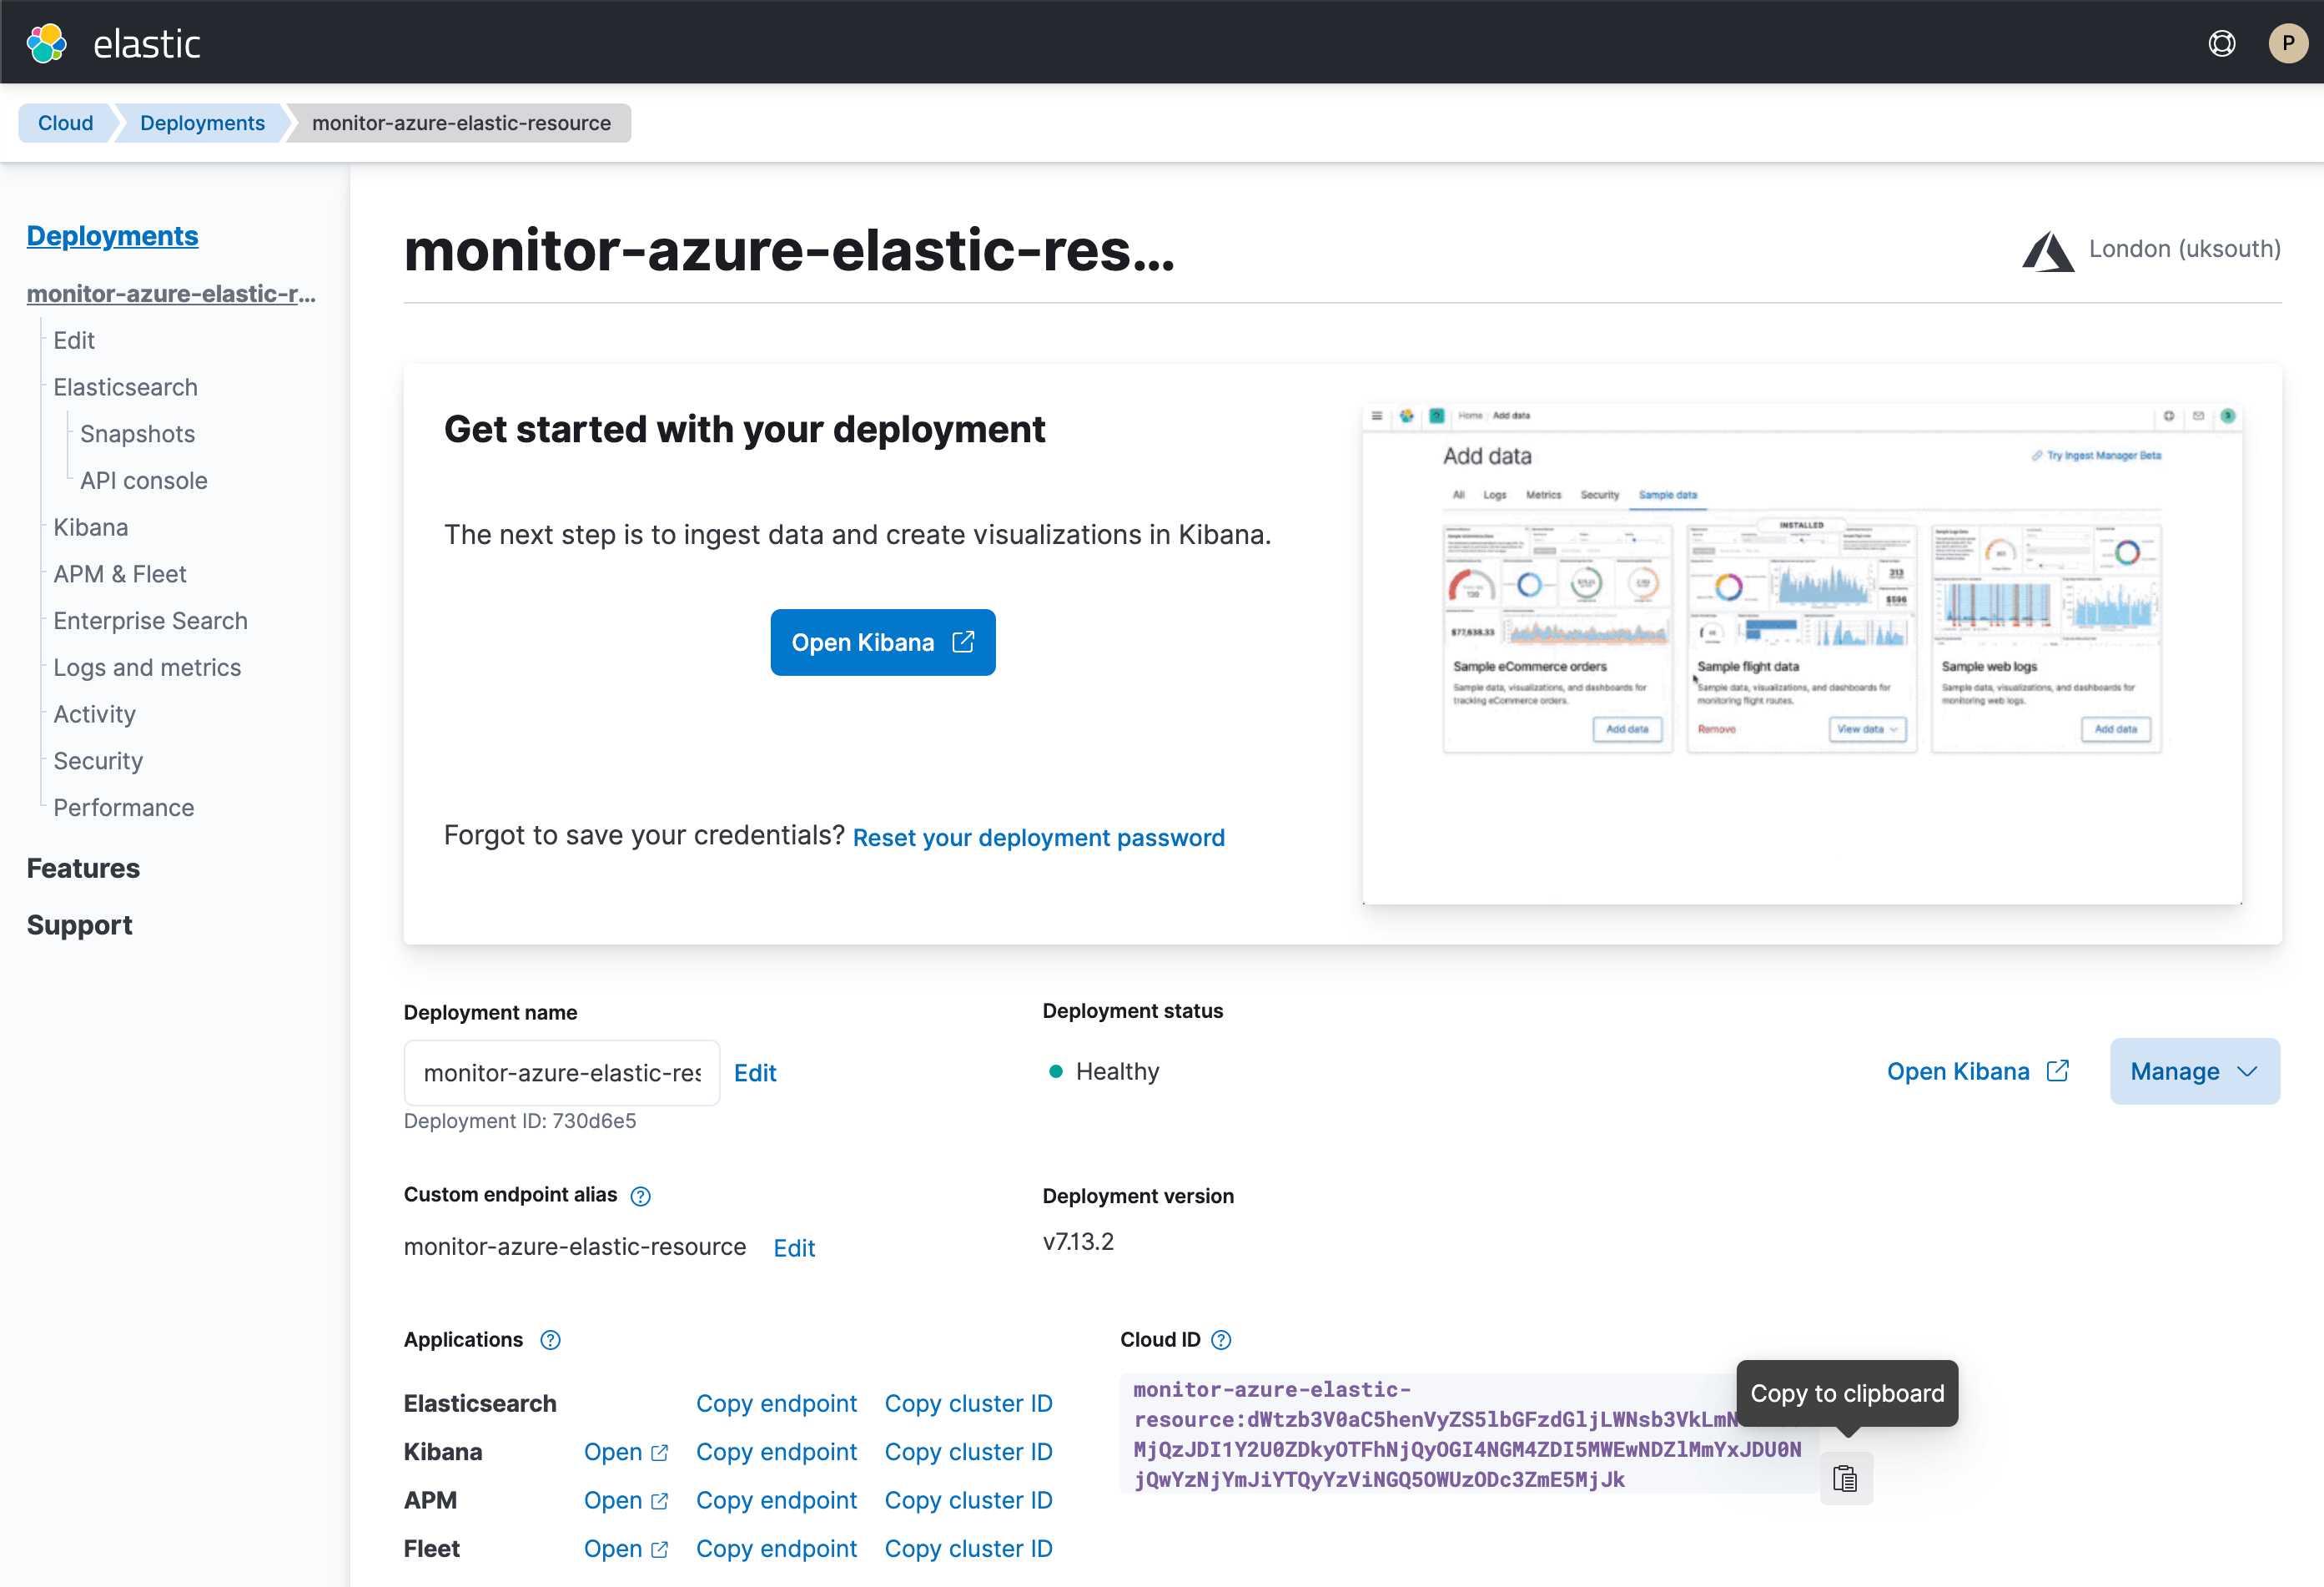 elastic
P
Cloud
Deployments
monitor-azure-elastic-resource
Deployments
monitor-azure-elastic-r...
Edit
Elasticsearch
Snapshots
API console
Kibana
APM & Fleet
Enterprise Search
Logs and metrics
Activity
Security
Performance
Features
Support
monitor-azure-elastic-res...
London (uksouth)
Get started with your deployment
The next step is to ingest data and create visualizations in Kibana.
Open Kibana
Forgot to save your credentials? Reset your deployment password
Home / Add data
Add data
Try Ingest Manager Beta
All Logs Metrics Security Sample data
INSTALLED
$77,638.33
313
$596
Sample eCommerce orders
Sample data, visualizations, and dashboards for
tracking eCommerce orders.
Add data
Sample flight data
Sample data, visualizations, and dashboards for
monitoring flight routes.
Remove
View data
Sample web logs
Sample data, visualizations, and dashboards for
monitoring web logs.
Add data
Deployment name
monitor-azure-elastic-res
Edit
Deployment ID: 730d6e5
Deployment status
Healthy
Open Kibana
Manage
Custom endpoint alias
monitor-azure-elastic-resource Edit
Deployment version
v7.13.2
Applications
Elasticsearch Copy endpoint Copy cluster ID
Kibana Open Copy endpoint Copy cluster ID
APM Open Copy endpoint Copy cluster ID
Fleet Open Copy endpoint Copy cluster ID
Cloud ID
monitor-azure-elastic-
resource:dWtzb3V0aC5henVyZS5lbGFzdGljLWNsb3VkLmN
MjQzJDI1Y2U0ZDkyOTFhNjQyOGI4NGM4ZDI5MWEwNDZlMmYxJDU0N
jQwYzNjYmJiYTQyYzViNGQ5OWUzODc3ZmE5MjJk
Copy to clipboard